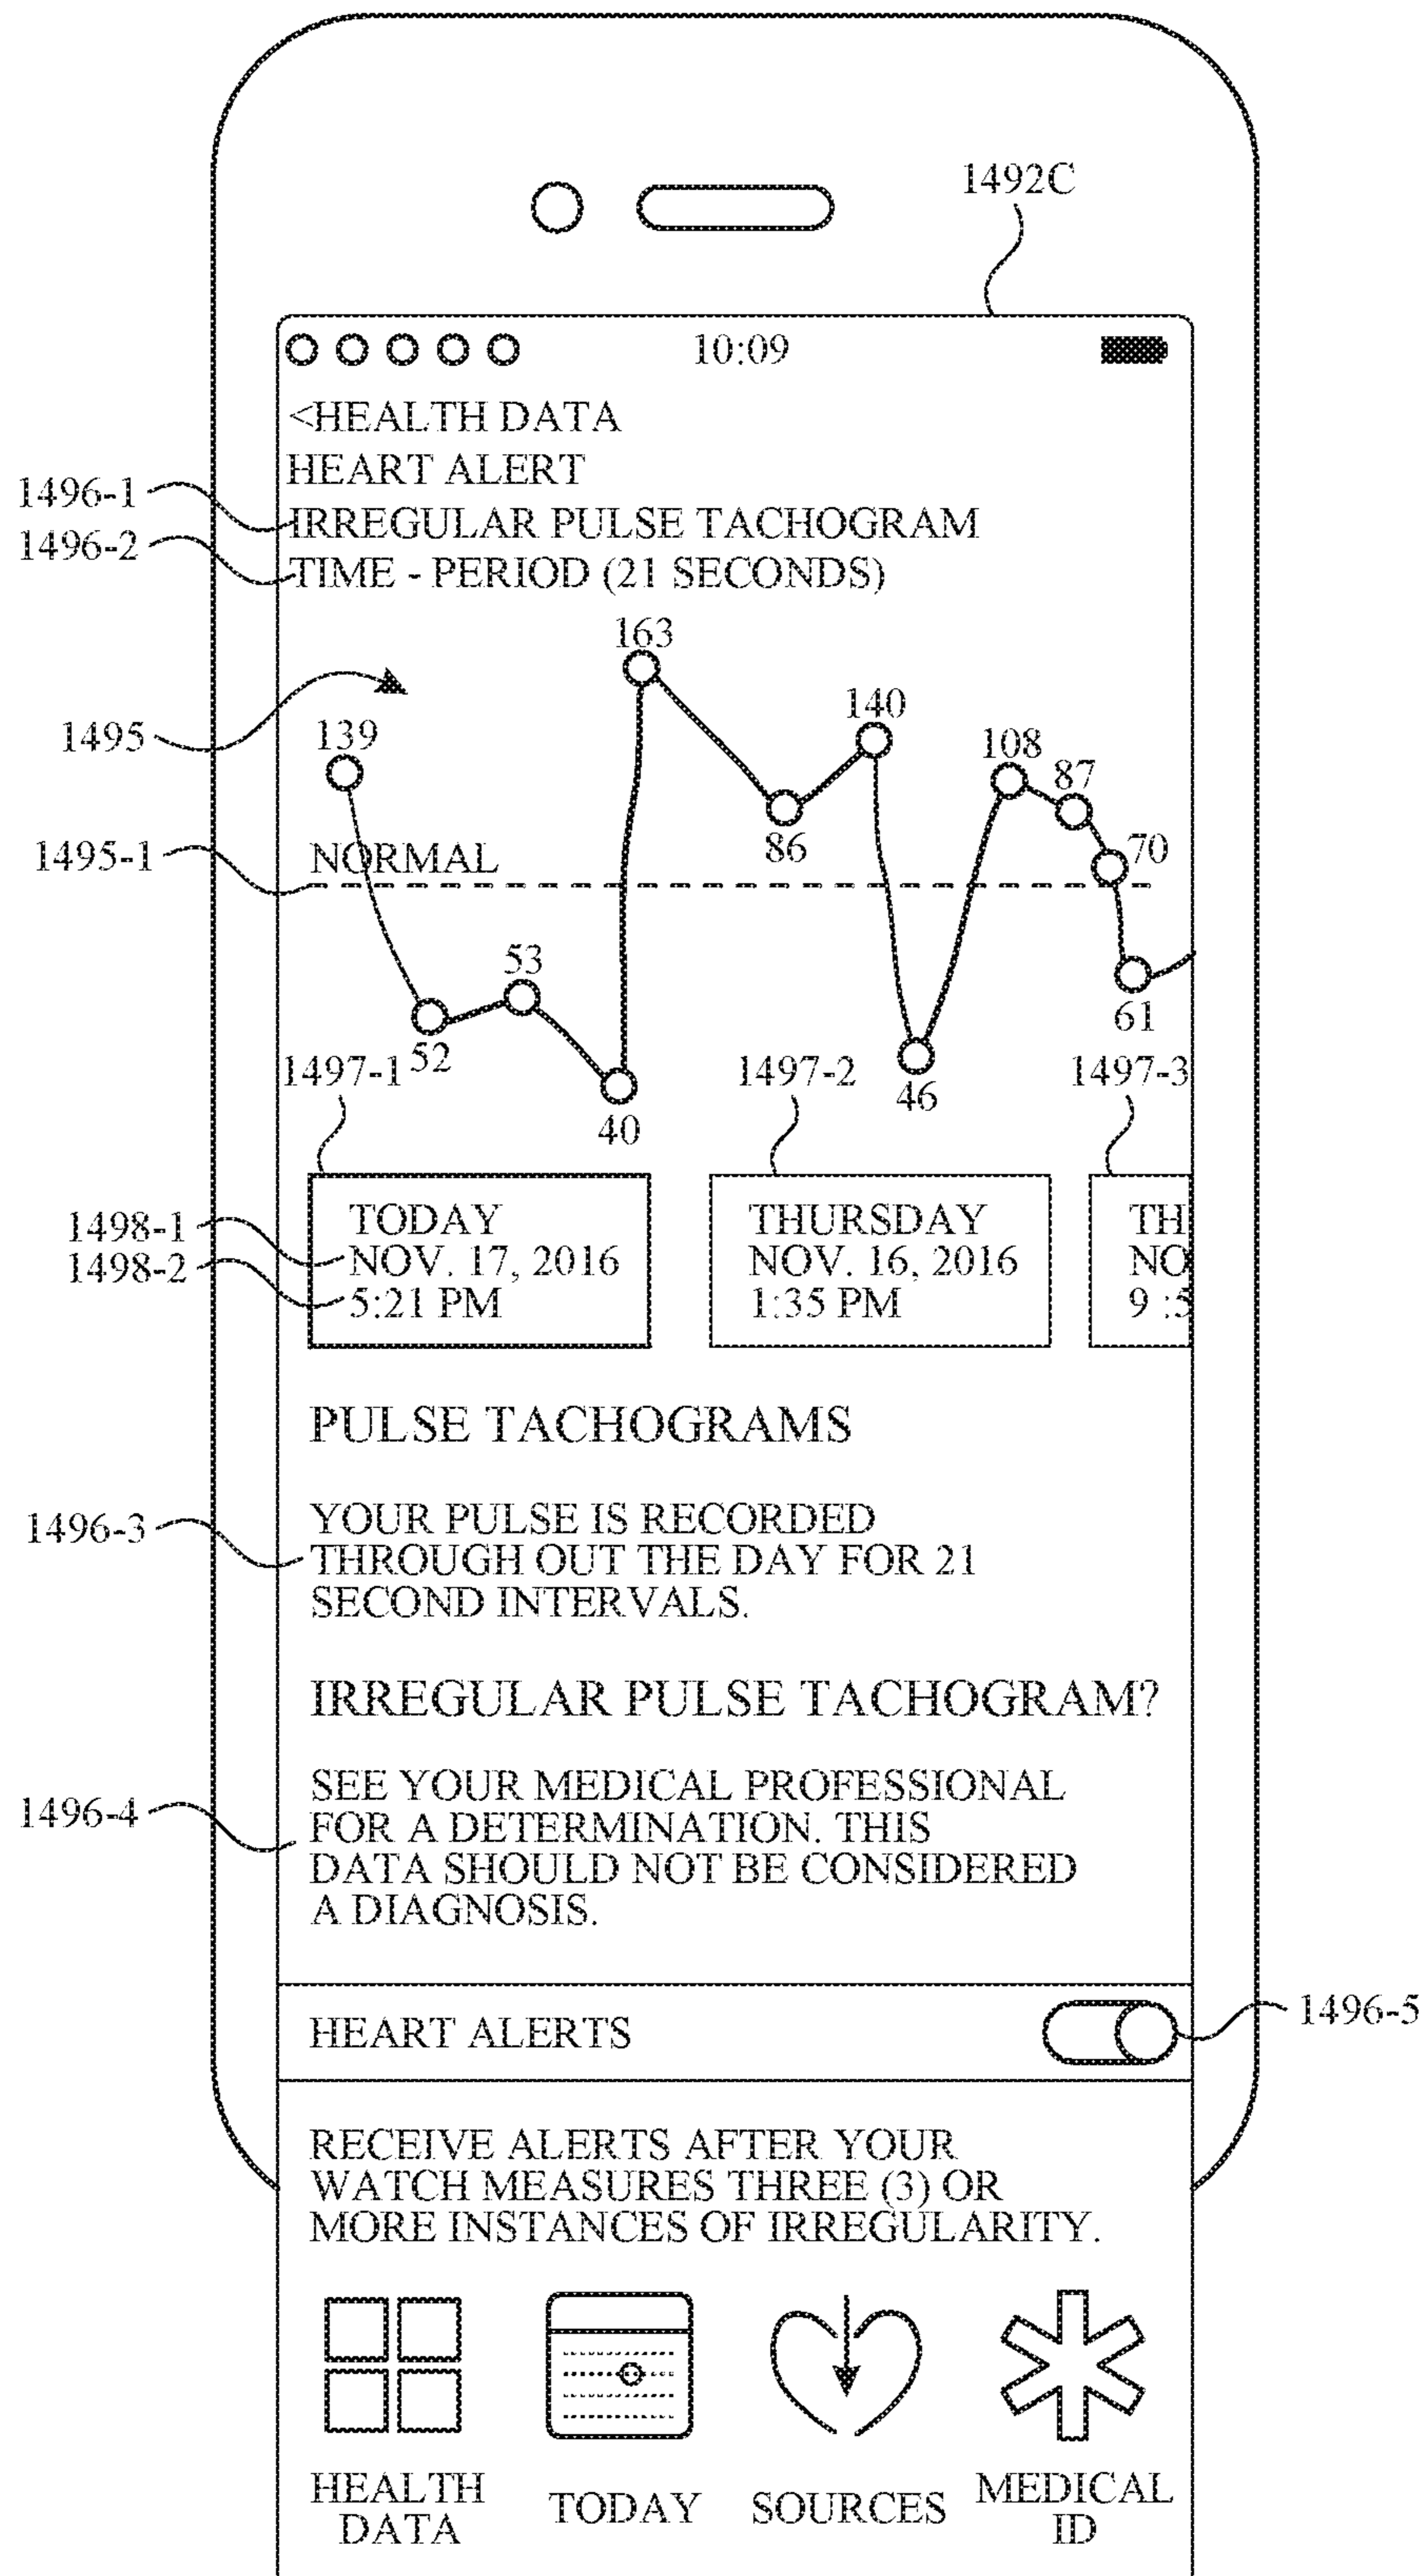 1492C
10:09
<HEALTH DATA
HEART ALERT
1496-1
IRREGULAR PULSE TACHOGRAM
1496-2
TIME - PERIOD (21 SECONDS)
163
140
1495
139
108
87
1495-1
NORMAL
86
70
53
61
1497-1
52
1497-2
46
1497-3
40
1498-1
1498-2
TODAY
NOV. 17, 2016
5:21 PM
THURSDAY
NOV. 16, 2016
1:35 PM
TH
NO
9 :5
PULSE TACHOGRAMS
1496-3
YOUR PULSE IS RECORDED
THROUGH OUT THE DAY FOR 21
SECOND INTERVALS.
IRREGULAR PULSE TACHOGRAM?
1496-4
SEE YOUR MEDICAL PROFESSIONAL
FOR A DETERMINATION. THIS
DATA SHOULD NOT BE CONSIDERED
A DIAGNOSIS.
HEART ALERTS
1496-5
RECEIVE ALERTS AFTER YOUR
WATCH MEASURES THREE (3) OR
MORE INSTANCES OF IRREGULARITY.
HEALTH
DATA
TODAY
SOURCES
MEDICAL
ID